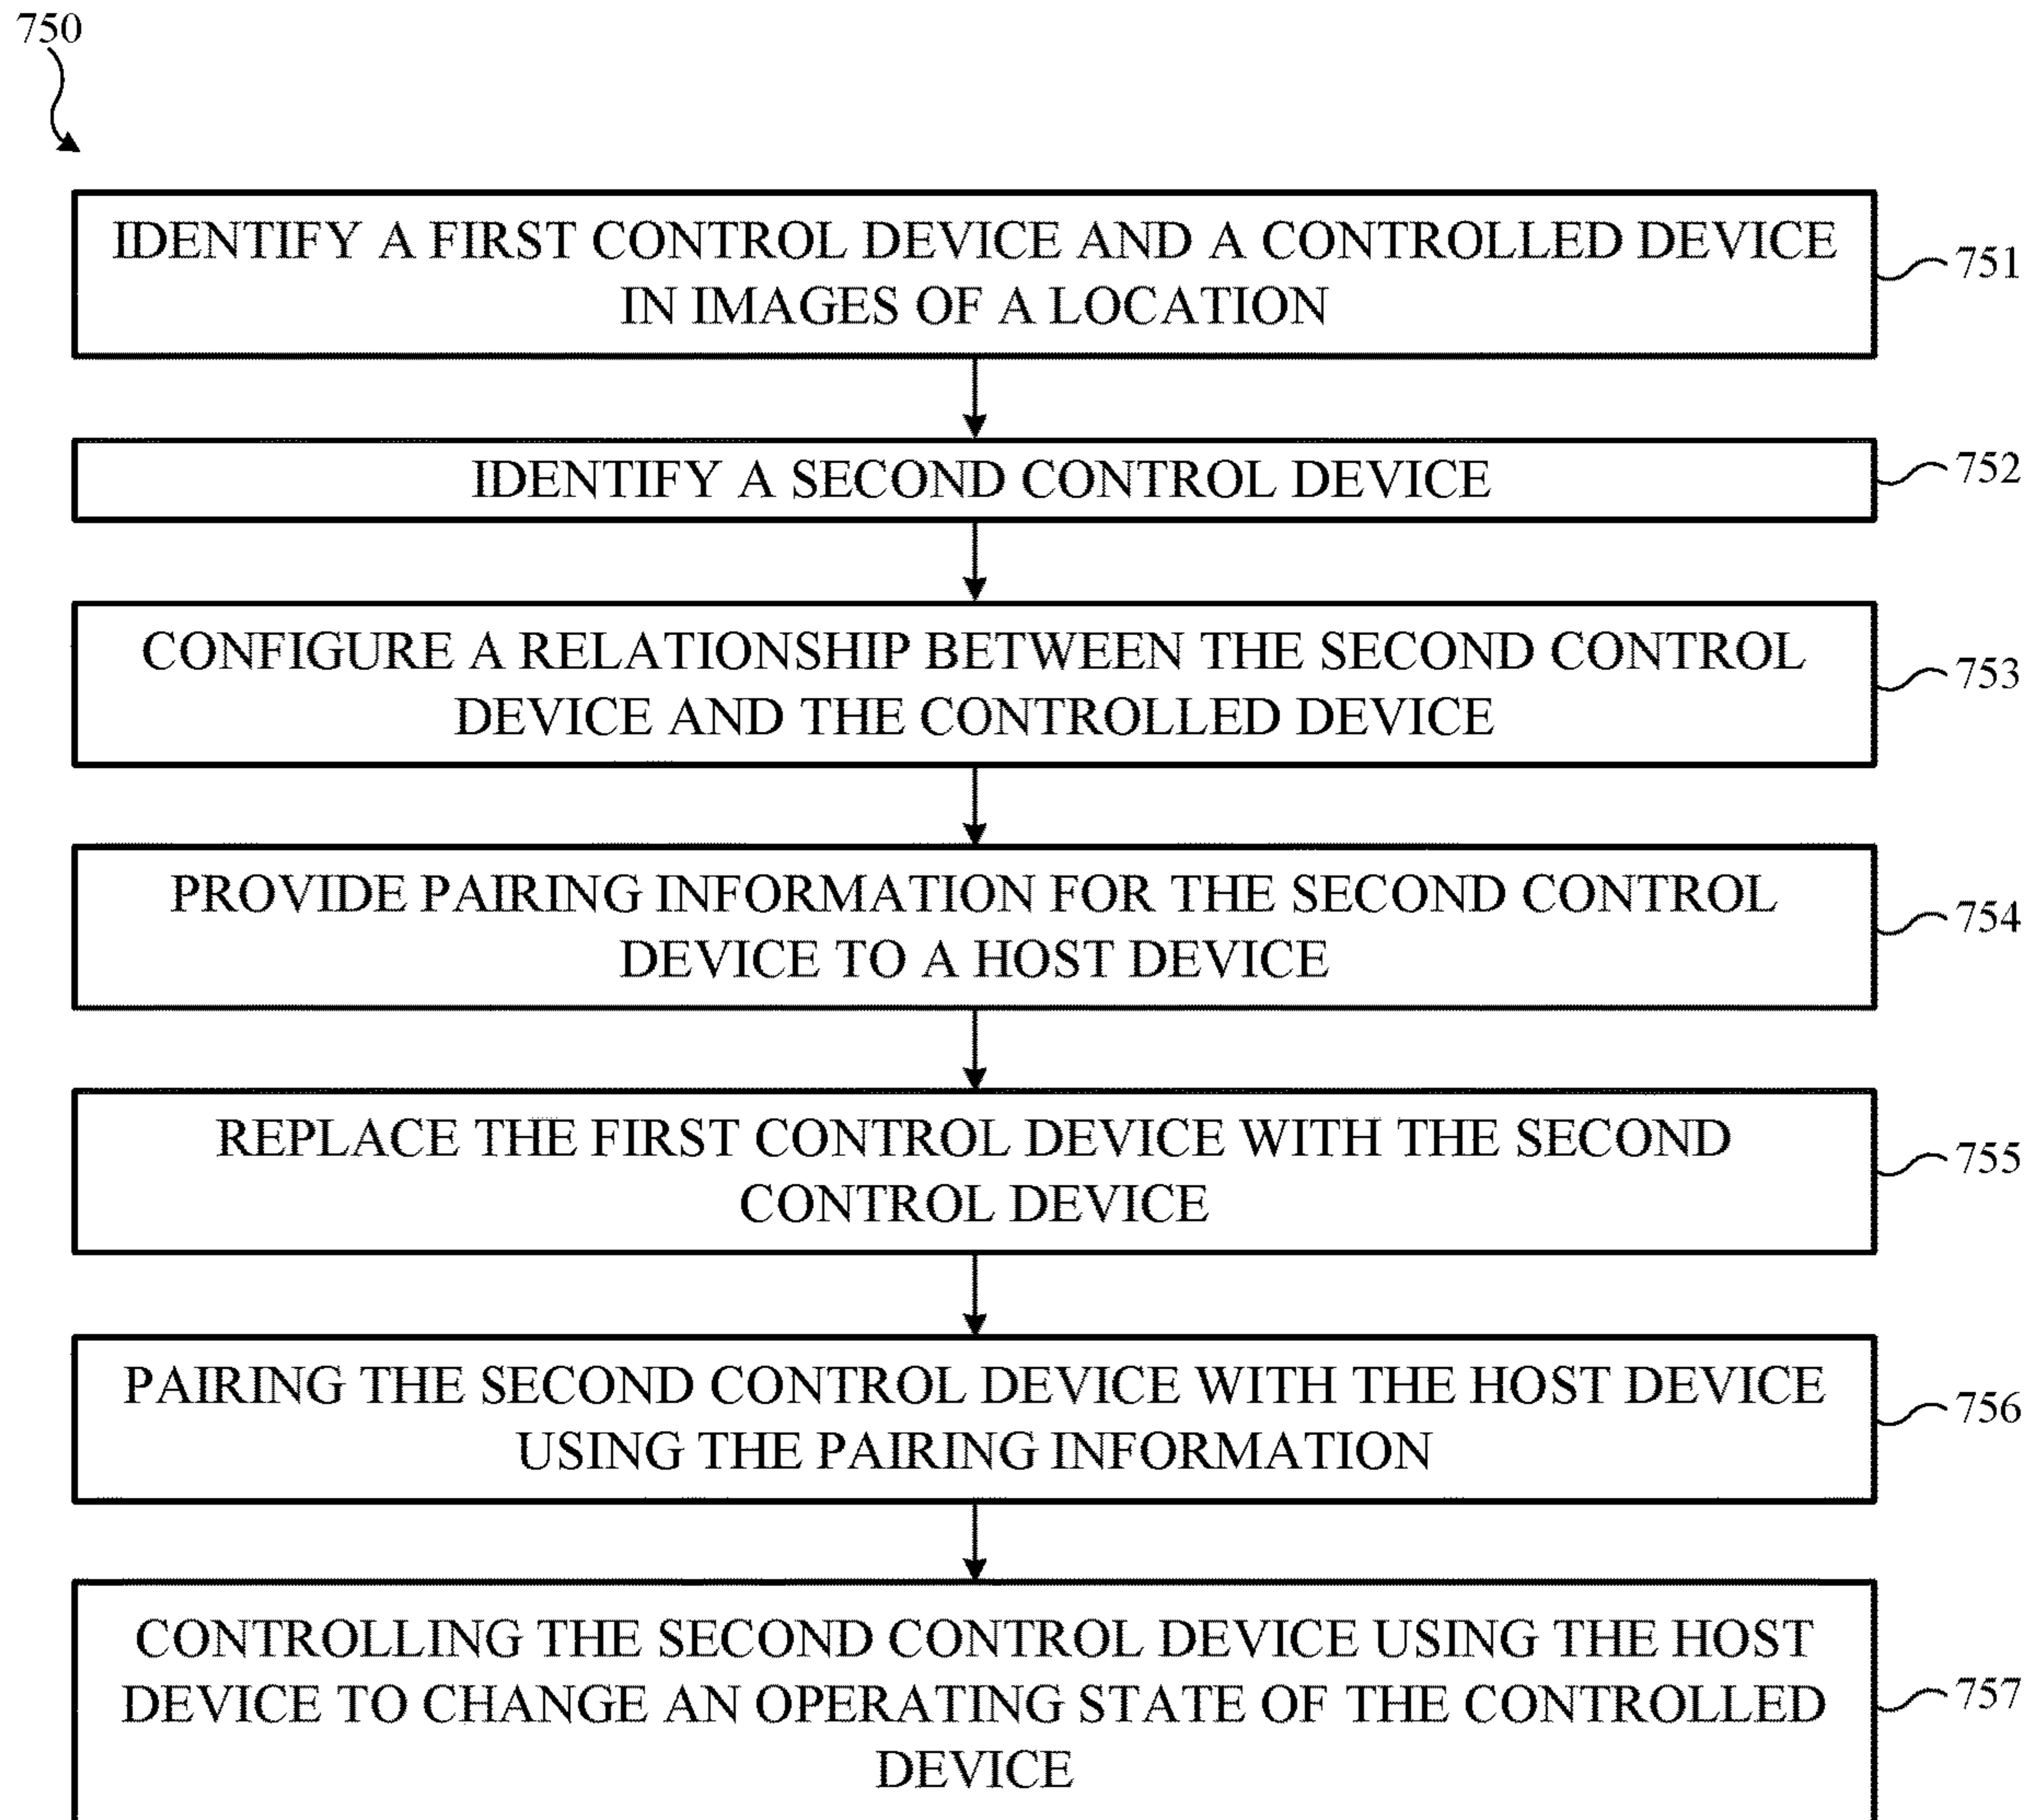 750
IDENTIFY A FIRST CONTROL DEVICE AND A CONTROLLED DEVICE
IN IMAGES OF A LOCATION
751
IDENTIFY A SECOND CONTROL DEVICE
752
CONFIGURE A RELATIONSHIP BETWEEN THE SECOND CONTROL
DEVICE AND THE CONTROLLED DEVICE
753
PROVIDE PAIRING INFORMATION FOR THE SECOND CONTROL
DEVICE TO A HOST DEVICE
754
REPLACE THE FIRST CONTROL DEVICE WITH THE SECOND
CONTROL DEVICE
755
PAIRING THE SECOND CONTROL DEVICE WITH THE HOST DEVICE
USING THE PAIRING INFORMATION
756
CONTROLLING THE SECOND CONTROL DEVICE USING THE HOST
DEVICE TO CHANGE AN OPERATING STATE OF THE CONTROLLED
DEVICE
757